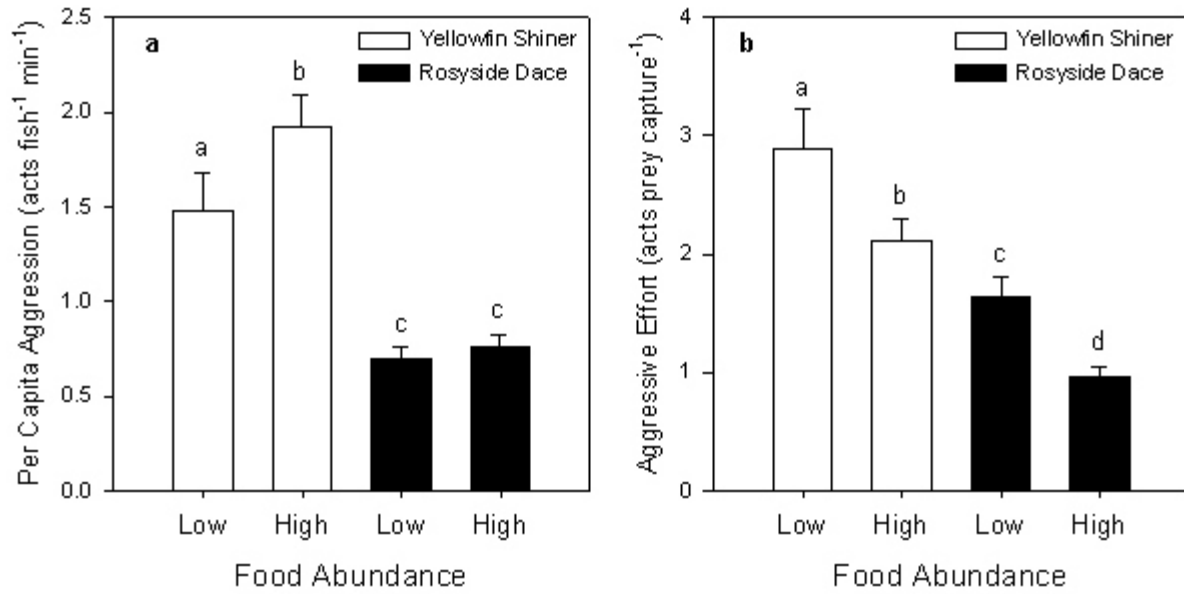 Per Capita Aggression (acts fish⁻¹ min⁻¹)
2.5
2.0
1.5
1.0
0.5
0.0
a
Yellowfin Shiner
Rosyside Dace
a
b
c
c
Low High Low High
Food Abundance
Aggressive Effort (acts prey capture⁻¹)
4
3
2
1
0
b
Yellowfin Shiner
Rosyside Dace
a
b
c
d
Low High Low High
Food Abundance